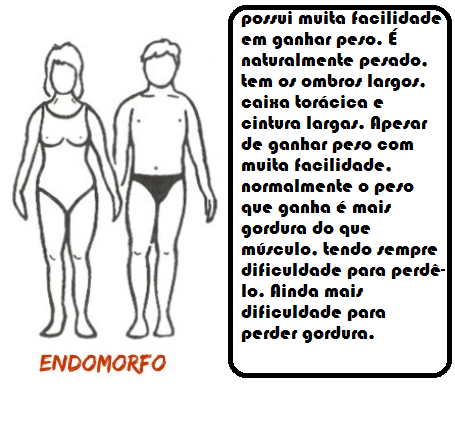 possui muita facilidade
em ganhar peso. É
naturalmente pesado,
tem os ombros largos,
caixa torácica e
cintura largas. Apesar
de ganhar peso com
muita facilidade,
normalmente o peso
que ganha é mais
gordura do que
músculo, tendo sempre
dificuldade para perdê-
lo. Ainda mais
dificuldade para
perder gordura.
ENDOMORFO